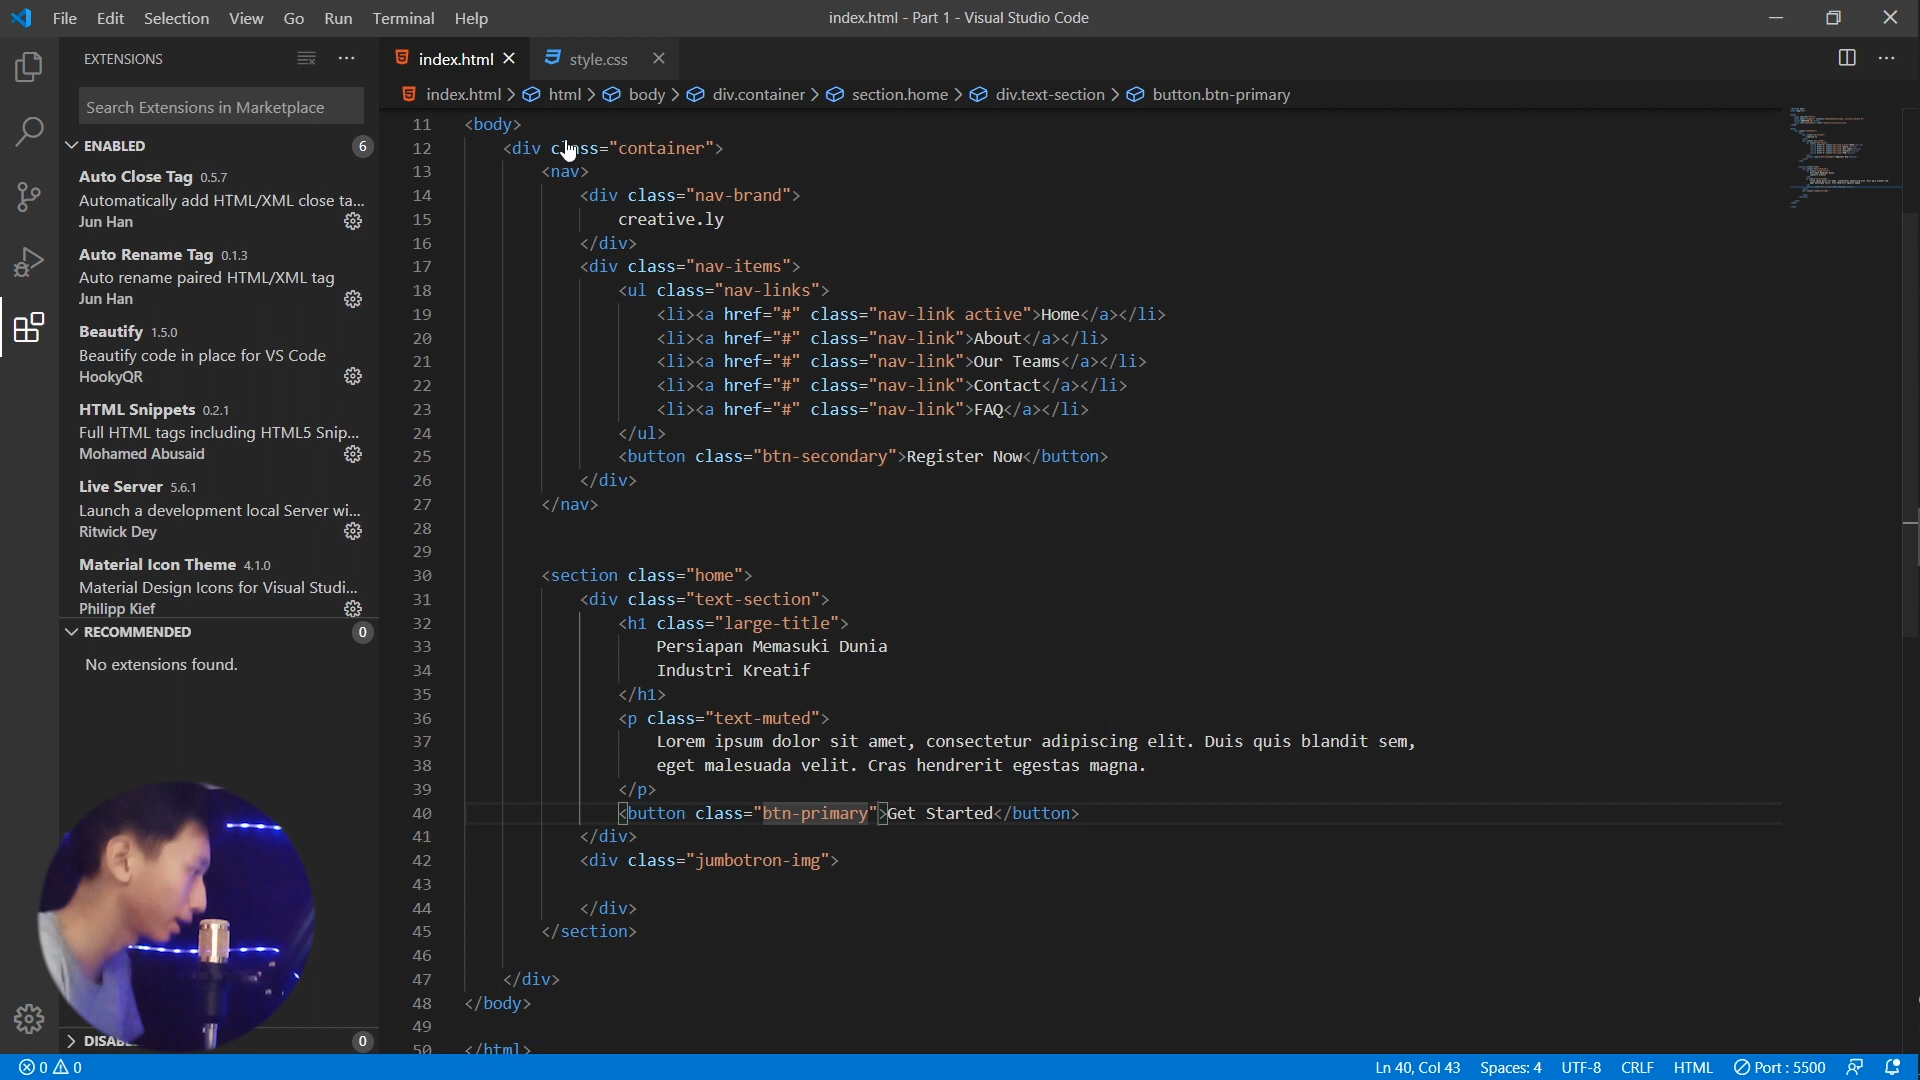 File Edit Selection View Go Run Terminal Help
index.html - Part 1 - Visual Studio Code
EXTENSIONS
Search Extensions in Marketplace
ENABLED 6
Auto Close Tag 0.5.7
Automatically add HTML/XML close ta...
Jun Han
Auto Rename Tag 0.1.3
Auto rename paired HTML/XML tag
Jun Han
Beautify 1.5.0
Beautify code in place for VS Code
HookyQR
HTML Snippets 0.2.1
Full HTML tags including HTML5 Snip...
Mohamed Abusaid
Live Server 5.6.1
Launch a development local Server wi...
Ritwick Dey
Material Icon Theme 4.1.0
Material Design Icons for Visual Studi...
Philipp Kief
RECOMMENDED 0
No extensions found.
0
index.html style.css
index.html > html > body > div.container > section.home > div.text-section > button.btn-primary
11 <body>
12 <div class="container">
13 <nav>
14 <div class="nav-brand">
15 creative.ly
16 </div>
17 <div class="nav-items">
18 <ul class="nav-links">
19 <li><a href="#" class="nav-link active">Home</a></li>
20 <li><a href="#" class="nav-link">About</a></li>
21 <li><a href="#" class="nav-link">Our Teams</a></li>
22 <li><a href="#" class="nav-link">Contact</a></li>
23 <li><a href="#" class="nav-link">FAQ</a></li>
24 </ul>
25 <button class="btn-secondary">Register Now</button>
26 </div>
27 </nav>
28
29
30 <section class="home">
31 <div class="text-section">
32 <h1 class="large-title">
33 Persiapan Memasuki Dunia
34 Industri Kreatif
35 </h1>
36 <p class="text-muted">
37 Lorem ipsum dolor sit amet, consectetur adipiscing elit. Duis quis blandit sem,
38 eget malesuada velit. Cras hendrerit egestas magna.
39 </p>
40 <button class="btn-primary">Get Started</button>
41 </div>
42 <div class="jumbotron-img">
43
44 </div>
45 </section>
46
47 </div>
48 </body>
49
50 </html>
0 0
Ln 40, Col 43 Spaces: 4 UTF-8 CRLF HTML Port : 5500